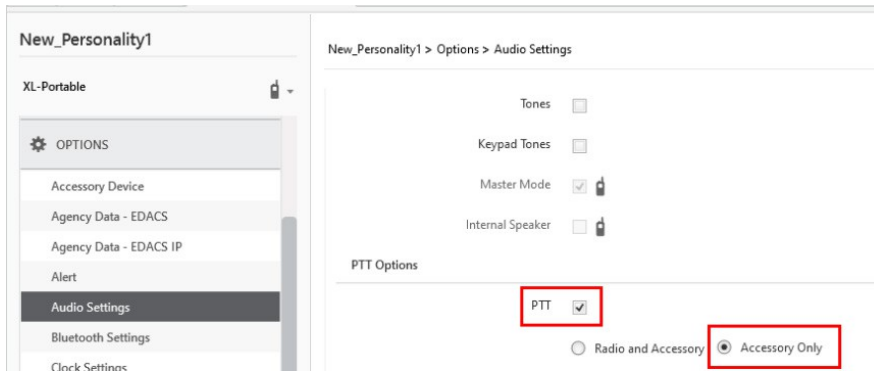 New_Personality1
XL-Portable
OPTIONS
Accessory Device
Agency Data - EDACS
Agency Data - EDACS IP
Alert
Audio Settings
Bluetooth Settings
Clock Settings
New_Personality1 > Options > Audio Settings
Tones
Keypad Tones
Master Mode
Internal Speaker
PTT Options
PTT
Radio and Accessory
Accessory Only